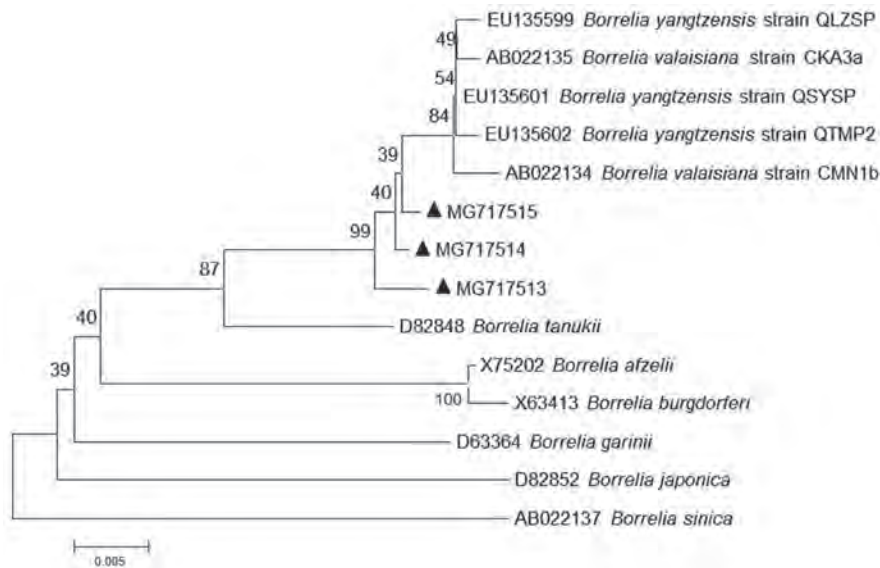 EU135599 Borrelia yangtzensis strain QLZSP
49
AB022135 Borrelia valaisiana strain CKA3a
54
EU135601 Borrelia yangtzensis strain QSYSP
84
EU135602 Borrelia yangtzensis strain QTMP2
39
AB022134 Borrelia valaisiana strain CMN1b
40
MG717515
99
MG717514
87
MG717513
40
D82848 Borrelia tanukii
39
X75202 Borrelia afzelii
100
X63413 Borrelia burgdorferi
D63364 Borrelia garinii
D82852 Borrelia japonica
AB022137 Borrelia sinica
0.005